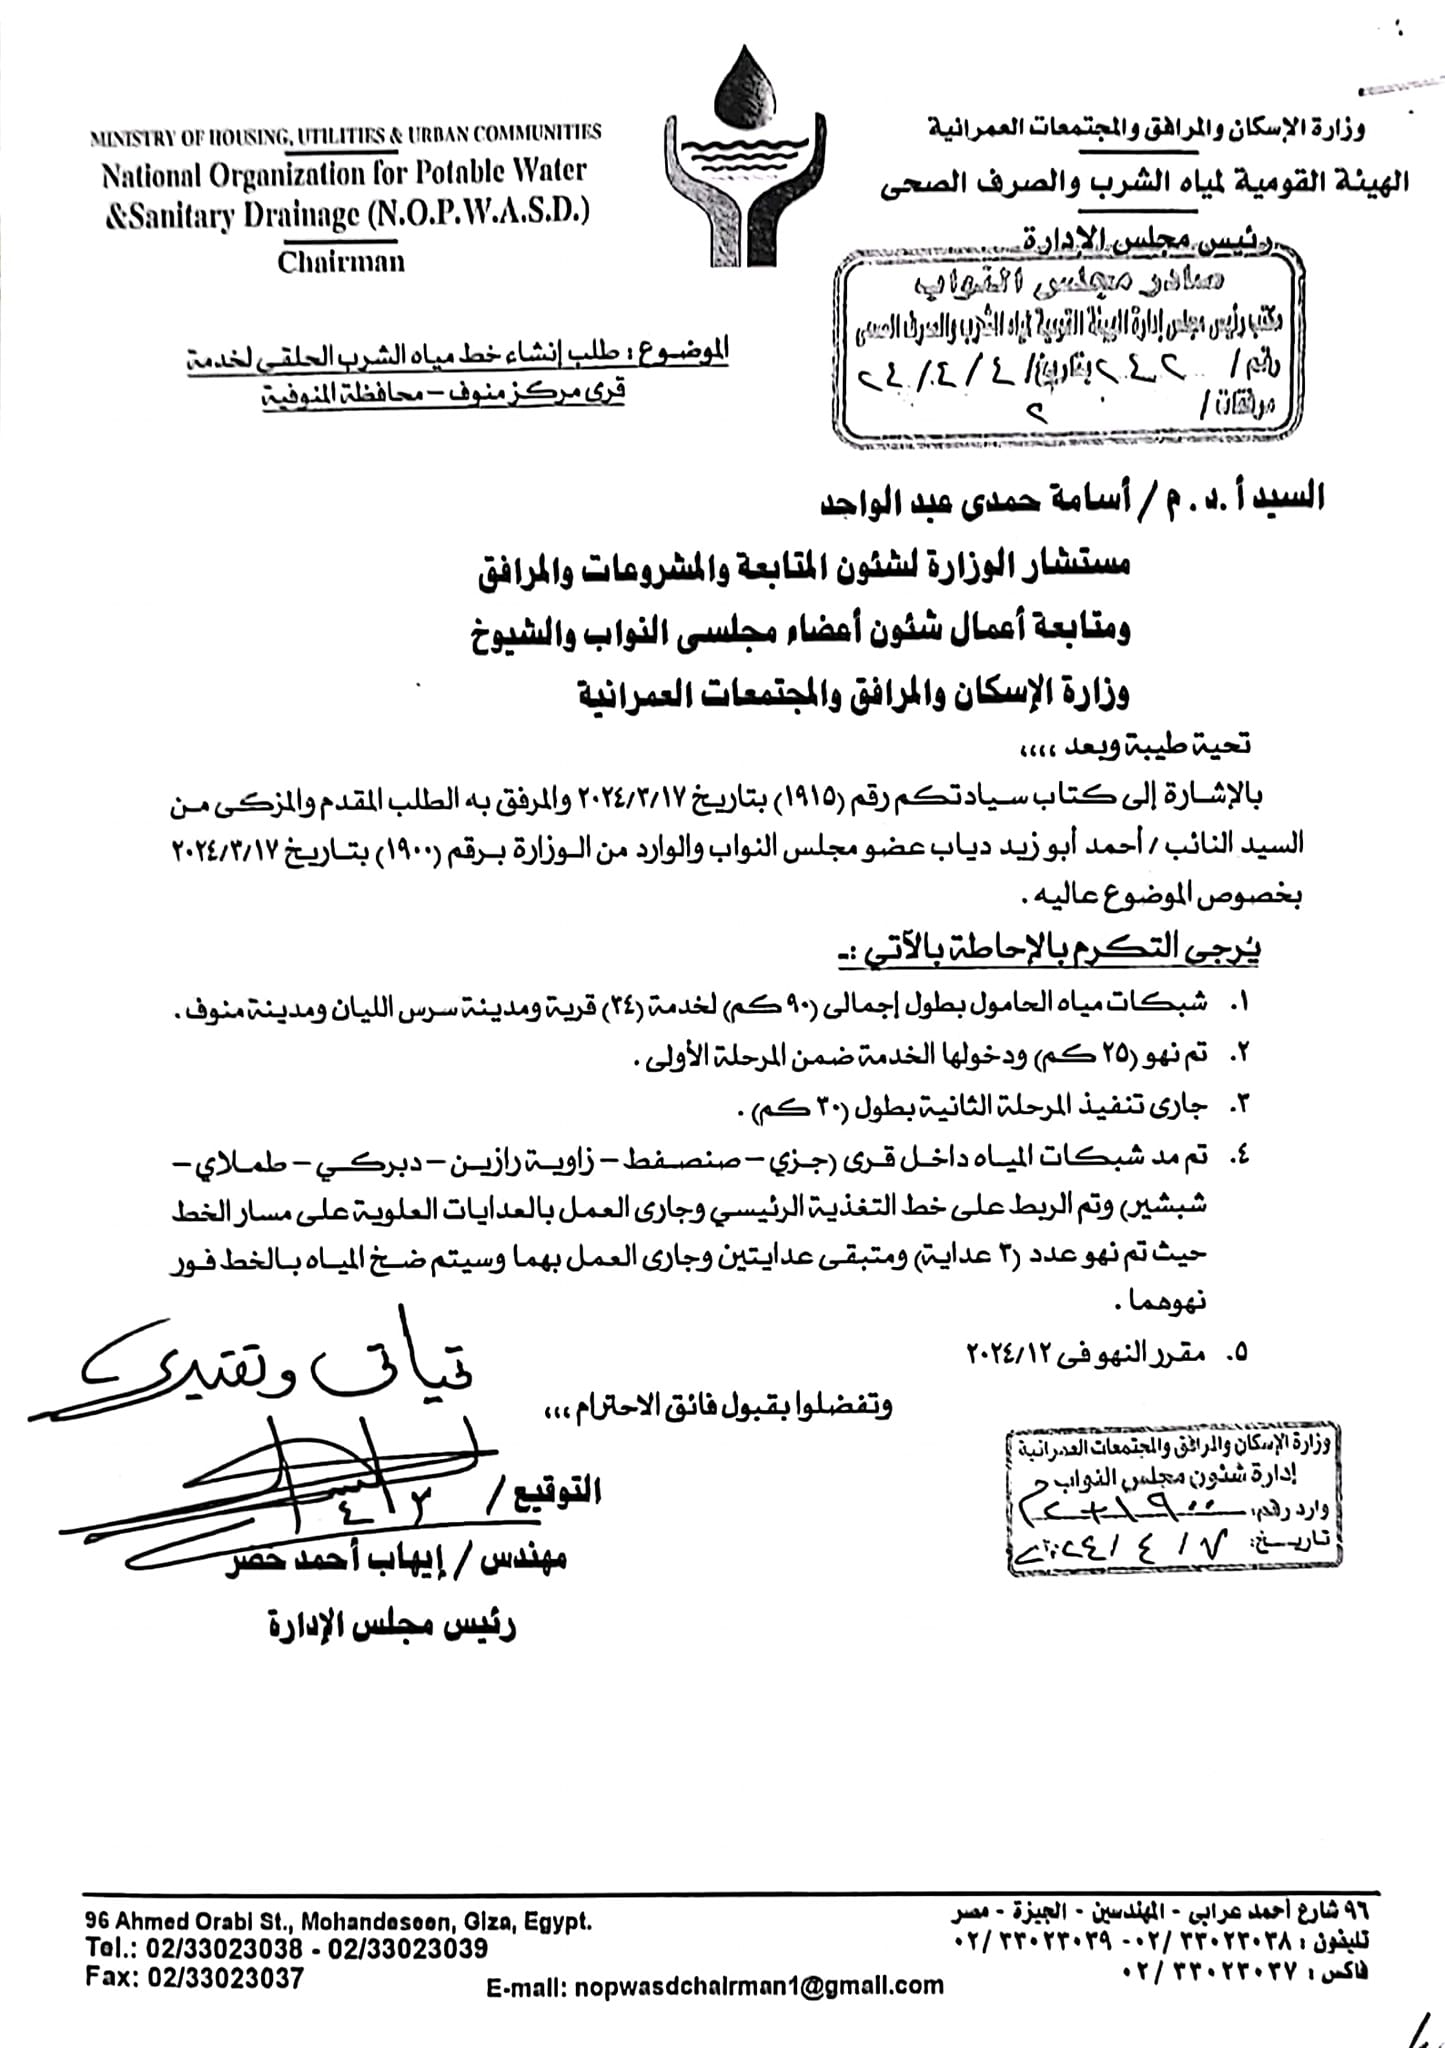 MINISTRY OF HOUSING, UTILITIES & URBAN COMMUNITIES
National Organization for Potable Water
&Sanitary Drainage (N.O.P.W.A.S.D.)
Chairman
وزارة الإسكان والمرافق والمجتمعات العمرانية
الهيئة القومية لمياه الشرب والصرف الصحى
رئيس مجلس الإدارة
صادر مجلس النواب
مكتب رئيس مجلس إدارة الهيئة القومية لمياه الشرب والصرف الصحى
رقم / ٢٤٢ بتاريخ / ٤ / ٤ / ٢٤
مرفقات / ٢
الموضوع : طلب إنشاء خط مياه الشرب الحلقي لخدمة
قرى مركز منوف – محافظة المنوفية
السيد أ . د . م / أسامة حمدى عبد الواحد
مستشار الوزارة لشئون المتابعة والمشروعات والمرافق
ومتابعة أعمال شئون أعضاء مجلسى النواب والشيوخ
وزارة الإسكان والمرافق والمجتمعات العمرانية
تحية طيبة وبعد ،،،،
بالإشارة إلى كتاب سيادتكم رقم (١٩١٥) بتاريخ ٢٠٢٤/٣/١٧ والمرفق به الطلب المقدم والمزكى من
السيد النائب / أحمد أبو زيد دياب عضو مجلس النواب والوارد من الوزارة برقم (١٩٠٠) بتاريخ ٢٠٢٤/٣/١٧
بخصوص الموضوع عاليه .
يُرجى التكرم بالإحاطة بالآتي :-
١. شبكات مياه الحامول بطول إجمالى (٩٠ كم) لخدمة (٢٤) قرية ومدينة سرس الليان ومدينة منوف .
٢. تم نهو (٢٥ كم) ودخولها الخدمة ضمن المرحلة الأولى .
٣. جارى تنفيذ المرحلة الثانية بطول (٣٠ كم) .
٤. تم مد شبكات المياه داخل قرى (جزي – صنصفط – زاوية رازين – دبركي – طملاي –
شبشير) وتم الربط على خط التغذية الرئيسي وجارى العمل بالعدايات العلوية على مسار الخط
حيث تم نهو عدد (٣ عداية) ومتبقى عدايتين وجارى العمل بهما وسيتم ضخ المياه بالخط فور
نهوهما .
٥. مقرر النهو فى ٢٠٢٤/١٢
وتفضلوا بقبول فائق الاحترام ،،،
تحياتى وتقديرى
التوقيع /
٤/٣
مهندس / إيهاب أحمد خضر
رئيس مجلس الإدارة
وزارة الإسكان والمرافق والمجتمعات العمرانية
إدارة شئون مجلس النواب
وارد رقم: ١٩٠٠
تاريخ: ٧ / ٤ / ٢٠٢٤
96 Ahmed Orabi St., Mohandeseen, Giza, Egypt.
Tel.: 02/33023038 - 02/33023039
Fax: 02/33023037
E-mail: nopwasdchairman1@gmail.com
٩٦ شارع أحمد عرابى - المهندسين - الجيزة - مصر
تليفون : ٠٢/٣٣٠٢٣٠٣٨ - ٠٢/٣٣٠٢٣٠٣٩
فاكس : ٠٢/٣٣٠٢٣٠٣٧